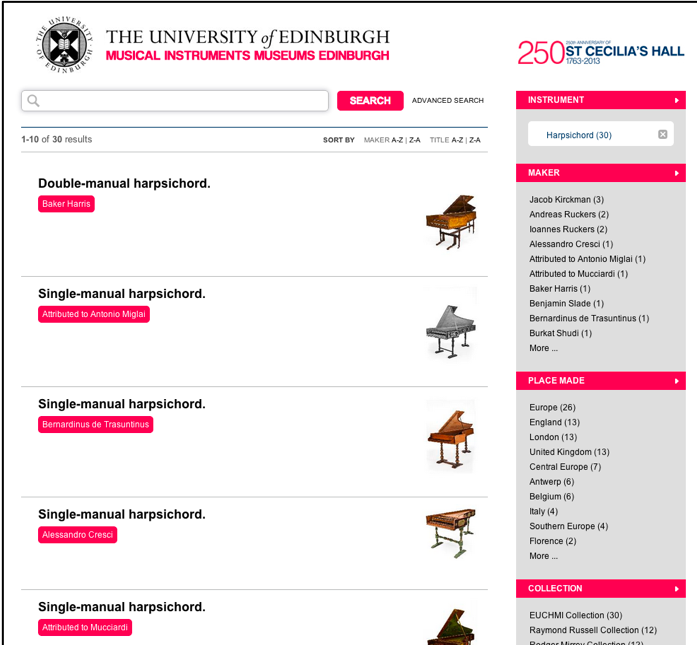 THE UNIVERSITY of EDINBURGH
MUSICAL INSTRUMENTS MUSEUMS EDINBURGH
THE UNIVERSITY OF EDINBURGH
250TH ANNIVERSARY OF
250 ST CECILIA'S HALL
1763-2013
SEARCH
ADVANCED SEARCH
1-10 of 30 results
SORT BY MAKER A-Z | Z-A TITLE A-Z | Z-A
Double-manual harpsichord.
Baker Harris
Single-manual harpsichord.
Attributed to Antonio Miglai
Single-manual harpsichord.
Bernardinus de Trasuntinus
Single-manual harpsichord.
Alessandro Cresci
Single-manual harpsichord.
Attributed to Mucciardi
INSTRUMENT
Harpsichord (30)
MAKER
Jacob Kirckman (3)
Andreas Ruckers (2)
Ioannes Ruckers (2)
Alessandro Cresci (1)
Attributed to Antonio Miglai (1)
Attributed to Mucciardi (1)
Baker Harris (1)
Benjamin Slade (1)
Bernardinus de Trasuntinus (1)
Burkat Shudi (1)
More ...
PLACE MADE
Europe (26)
England (13)
London (13)
United Kingdom (13)
Central Europe (7)
Antwerp (6)
Belgium (6)
Italy (4)
Southern Europe (4)
Florence (2)
More ...
COLLECTION
EUCHMI Collection (30)
Raymond Russell Collection (12)
Rodger Mirrey Collection (12)